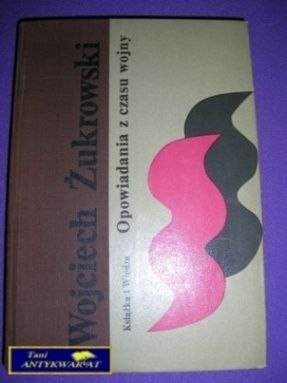 Wojciech Żukrowski
Opowiadania z czasu wojny
Książka i Wiedza
Tani
ANTYKWARIAT